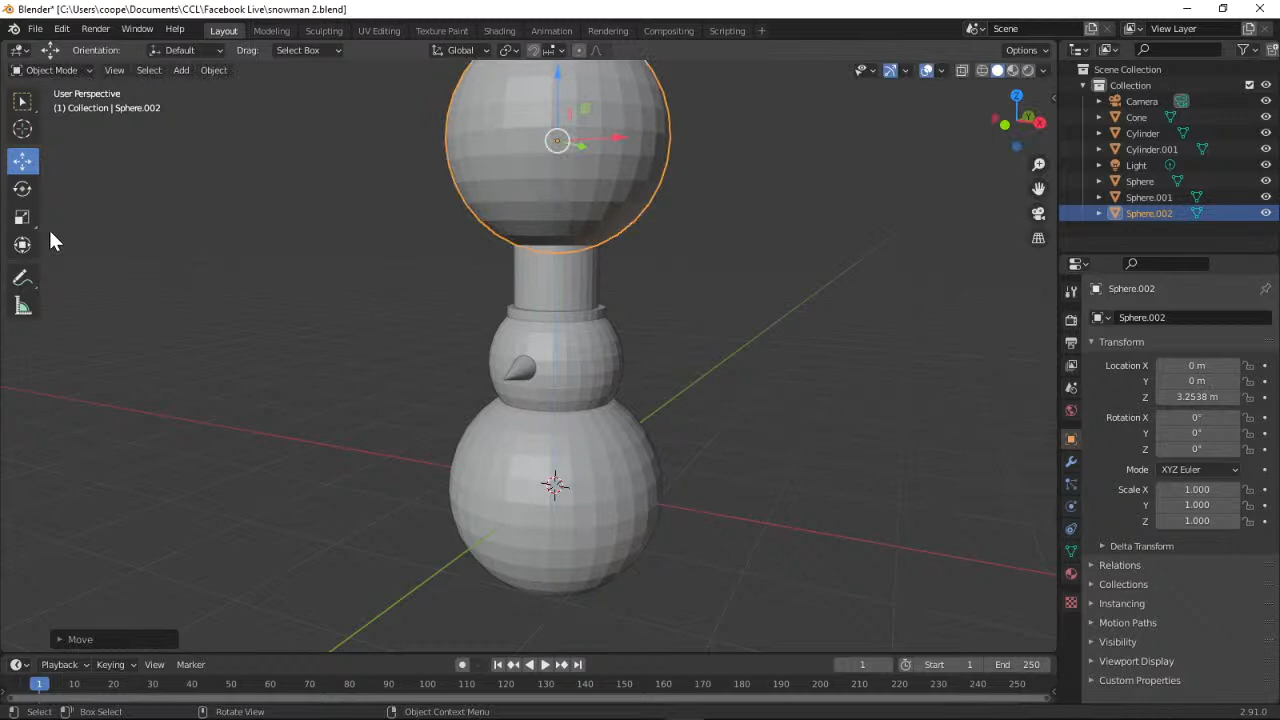 Blender* [C:\Users\coope\Documents\CCL\Facebook Live\snowman 2.blend]
File Edit Render Window Help Layout Modeling Sculpting UV Editing Texture Paint Shading Animation Rendering Compositing Scripting Scene View Layer
Orientation: Default Drag: Select Box Global Options
Object Mode View Select Add Object
User Perspective
(1) Collection | Sphere.002
Z
Y
X
Scene Collection
Collection
Camera
Cone
Cylinder
Cylinder.001
Light
Sphere
Sphere.001
Sphere.002
Sphere.002
Sphere.002
Transform
Location X 0 m
Y 0 m
Z 3.2538 m
Rotation X 0°
Y 0°
Z 0°
Mode XYZ Euler
Scale X 1.000
Y 1.000
Z 1.000
Delta Transform
Relations
Collections
Instancing
Motion Paths
Visibility
Viewport Display
Custom Properties
Move
Playback Keying View Marker 1 Start 1 End 250
1 10 20 30 40 50 60 70 80 90 100 110 120 130 140 150 160 170 180 190 200 210 220 230 240 250
Select Box Select Rotate View Object Context Menu 2.91.0